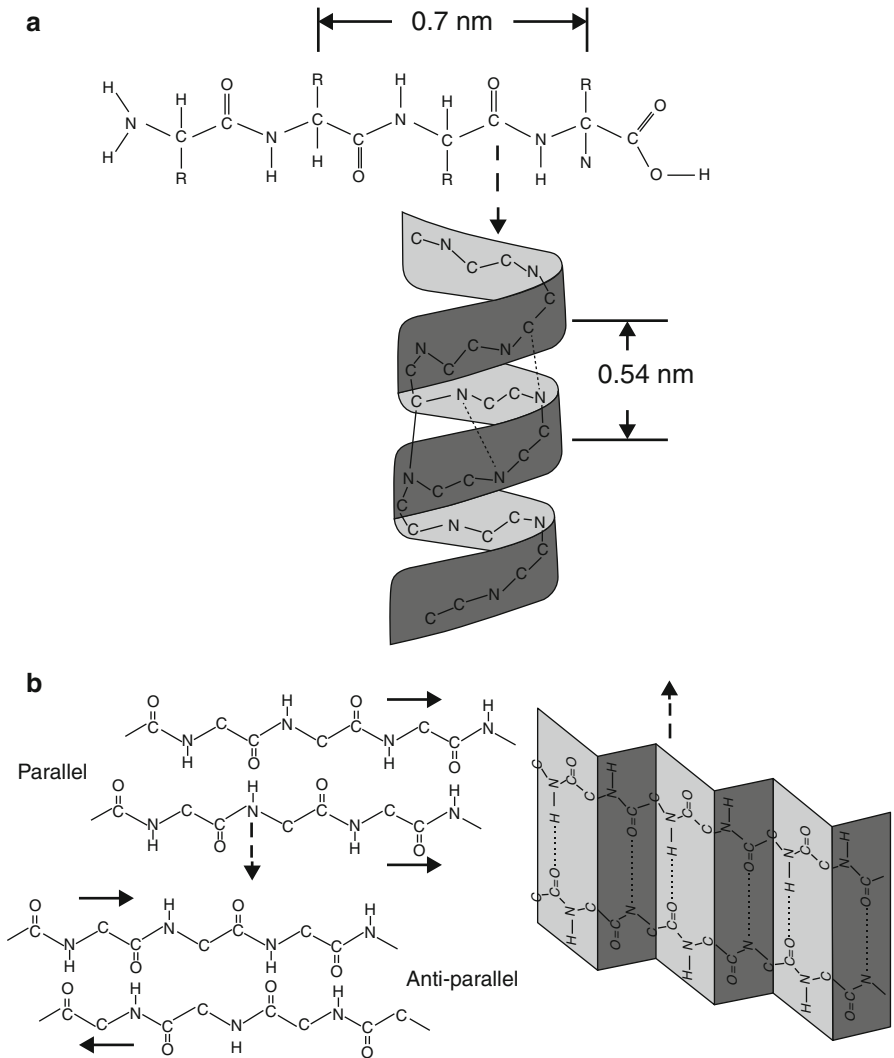 a
0.7 nm
H O R H O R
H H O
N C C N C C
C N C C N C
H H N
R H O R H O H
C N C C N
C
C
N C C N
C
C N C C N
C
C
N C C N
C
C N C C N
C
C
C C N
0.54 nm
b
Parallel
O H O H
C C N C C N
N C C N C
H O H O
O H O H
C C N C C N
N C C N C
H O H O
O H O H
C C N C C N
N C C N C
H O H O
Anti-parallel
O H O H
C N C C N C
C C N C C
O H O